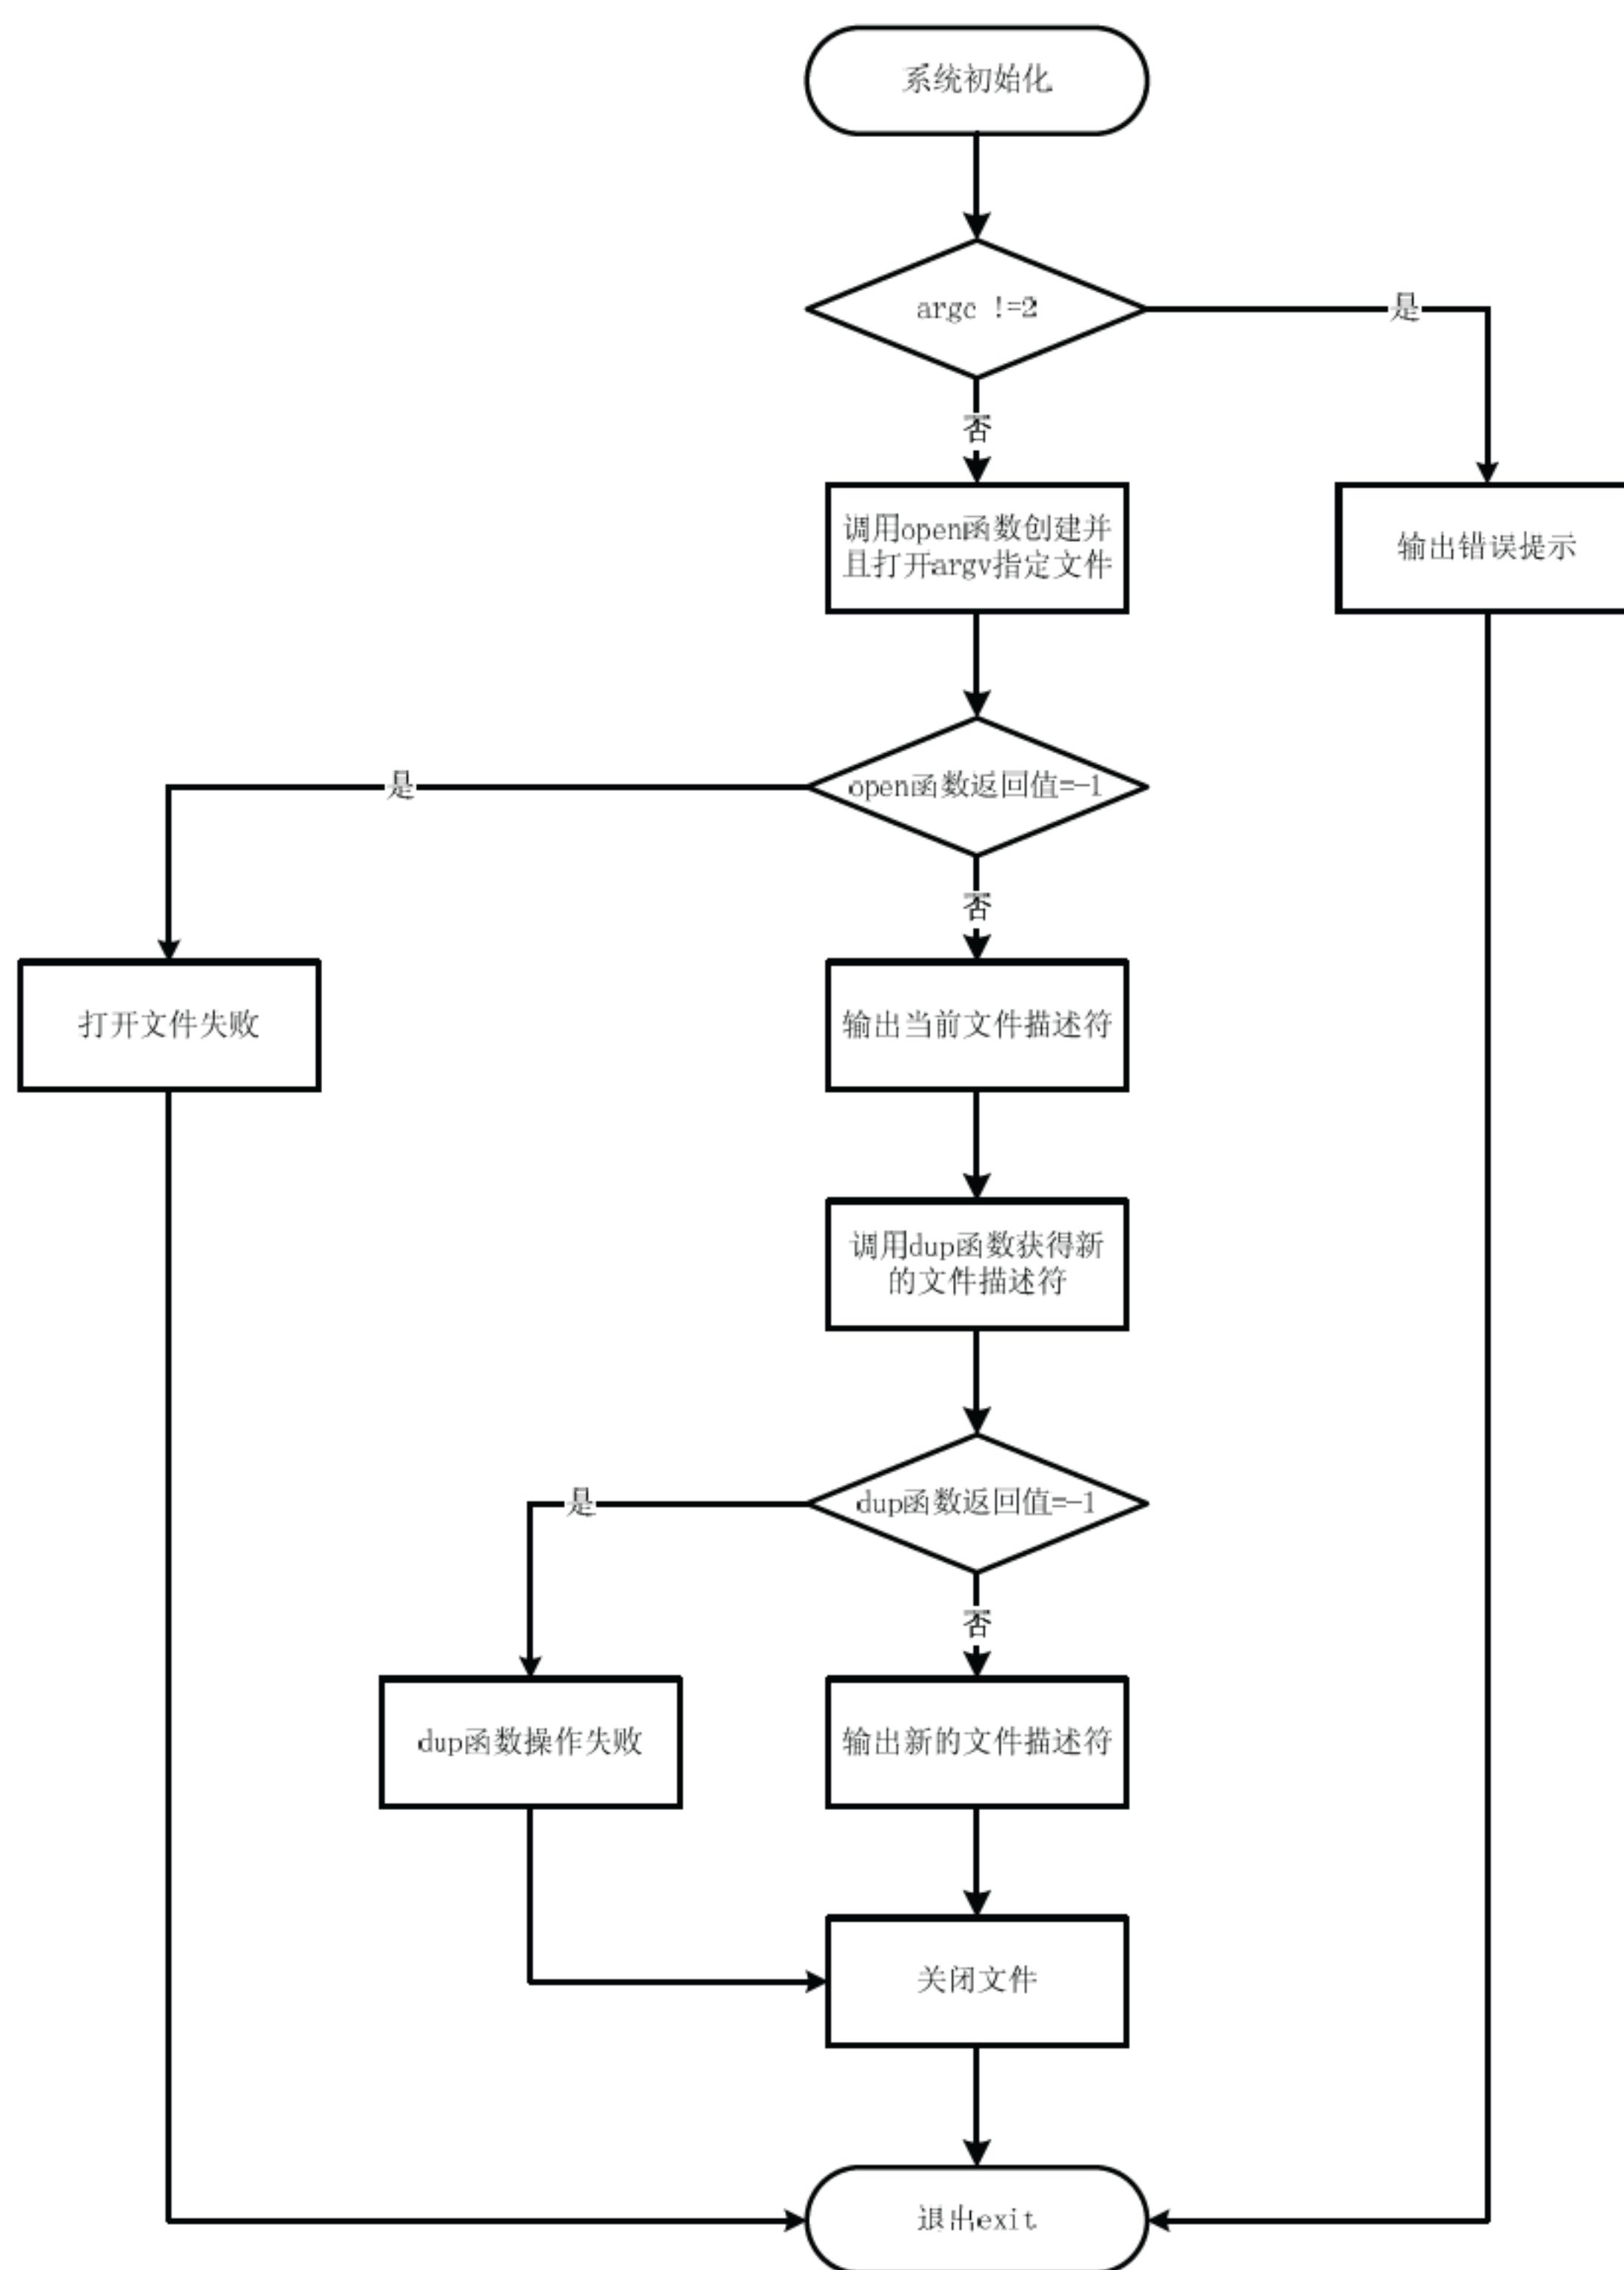 系统初始化
argc !=2
是
否
调用open函数创建并
且打开argv指定文件
输出错误提示
open函数返回值=-1
是
否
打开文件失败
输出当前文件描述符
调用dup函数获得新
的文件描述符
dup函数返回值=-1
是
否
dup函数操作失败
输出新的文件描述符
关闭文件
退出exit